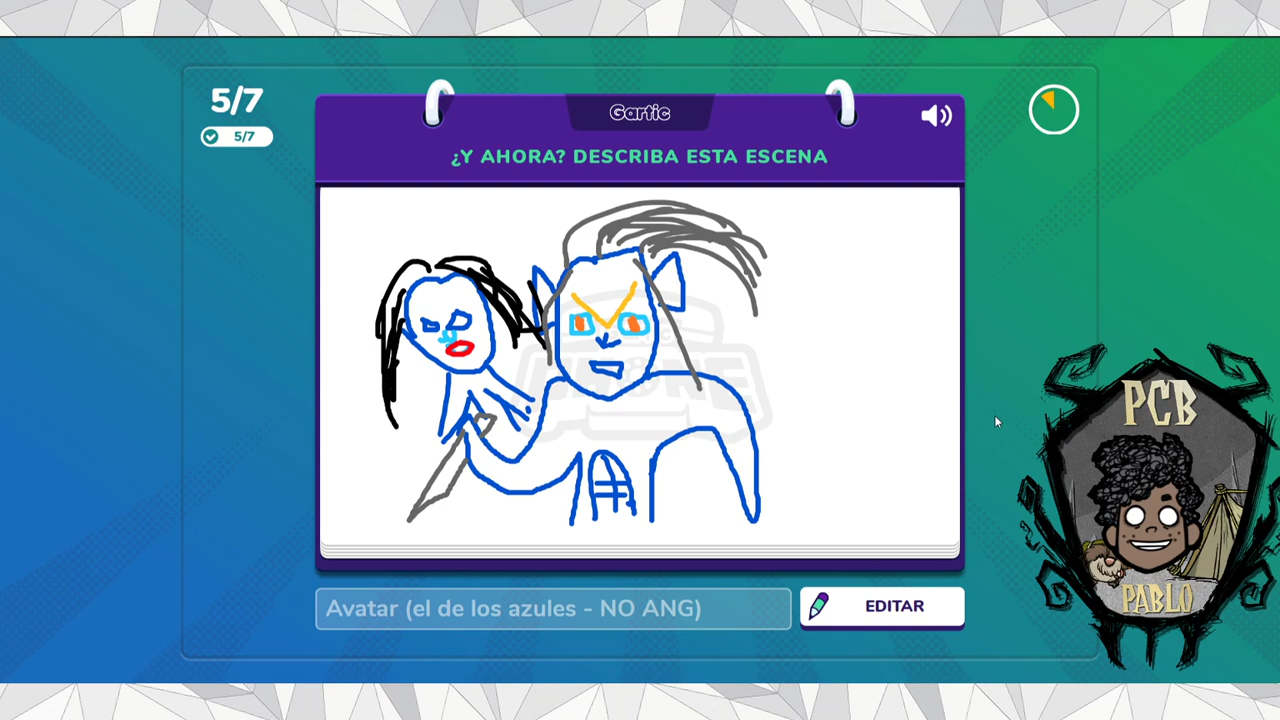 5/7
5/7
Gartic
¿Y AHORA? DESCRIBA ESTA ESCENA
Avatar (el de los azules - NO ANG)
EDITAR
PCB
PABLO